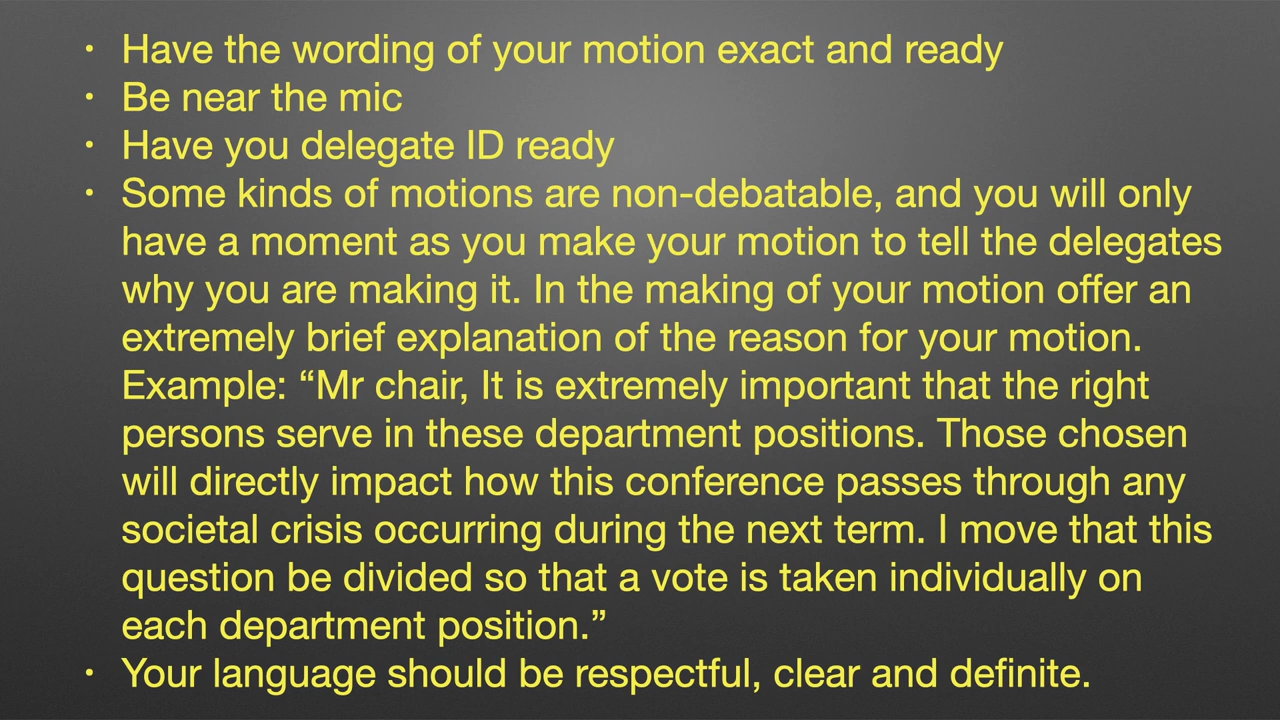 • Have the wording of your motion exact and ready
• Be near the mic
• Have you delegate ID ready
• Some kinds of motions are non-debatable, and you will only
have a moment as you make your motion to tell the delegates
why you are making it. In the making of your motion offer an
extremely brief explanation of the reason for your motion.
Example: “Mr chair, It is extremely important that the right
persons serve in these department positions. Those chosen
will directly impact how this conference passes through any
societal crisis occurring during the next term. I move that this
question be divided so that a vote is taken individually on
each department position.”
• Your language should be respectful, clear and definite.